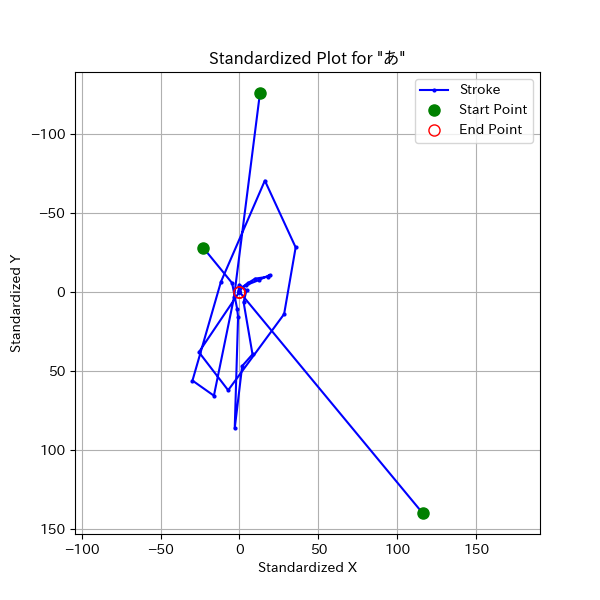 Standardized Plot for "あ"
Stroke
Start Point
End Point
Standardized Y
-100
-50
0
50
100
150
-100 -50 0 50 100 150
Standardized X